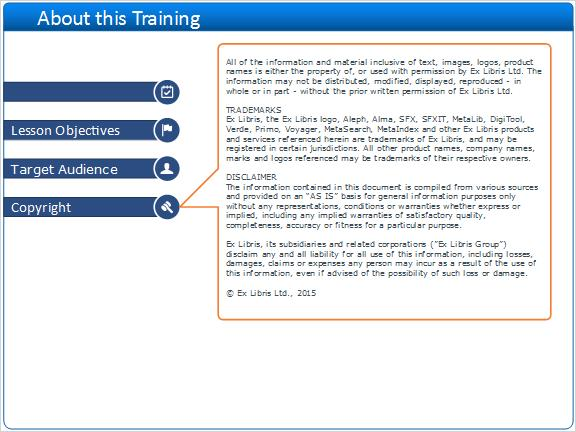 About this Training
Lesson Objectives
Target Audience
Copyright
All of the information and material inclusive of text, images, logos, product
names is either the property of, or used with permission by Ex Libris Ltd. The
information may not be distributed, modified, displayed, reproduced - in
whole or in part - without the prior written permission of Ex Libris Ltd.
TRADEMARKS
Ex Libris, the Ex Libris logo, Aleph, Alma, SFX, SFXIT, MetaLib, DigiTool,
Verde, Primo, Voyager, MetaSearch, MetaIndex and other Ex Libris products
and services referenced herein are trademarks of Ex Libris, and may be
registered in certain jurisdictions. All other product names, company names,
marks and logos referenced may be trademarks of their respective owners.
DISCLAIMER
The information contained in this document is compiled from various sources
and provided on an "AS IS" basis for general information purposes only
without any representations, conditions or warranties whether express or
implied, including any implied warranties of satisfactory quality,
completeness, accuracy or fitness for a particular purpose.
Ex Libris, its subsidiaries and related corporations ("Ex Libris Group")
disclaim any and all liability for all use of this information, including losses,
damages, claims or expenses any person may incur as a result of the use of
this information, even if advised of the possibility of such loss or damage.
© Ex Libris Ltd., 2015